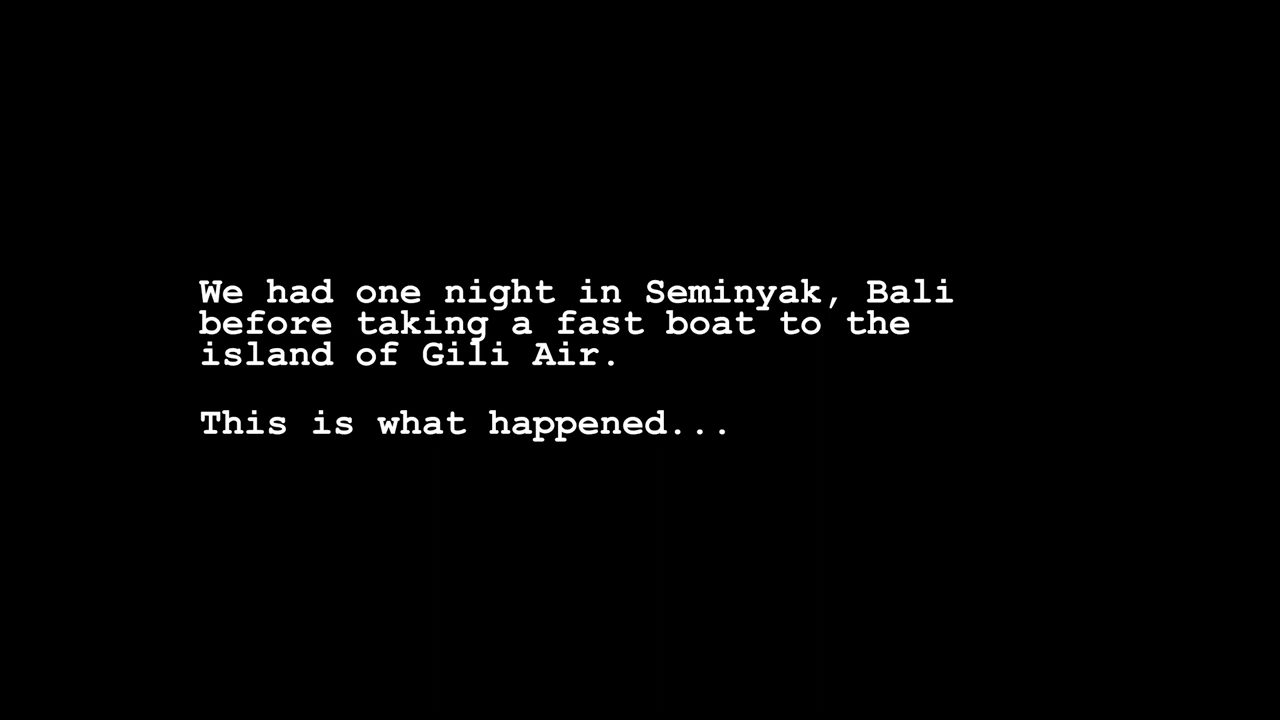 We had one night in Seminyak, Bali
before taking a fast boat to the
island of Gili Air.
This is what happened...